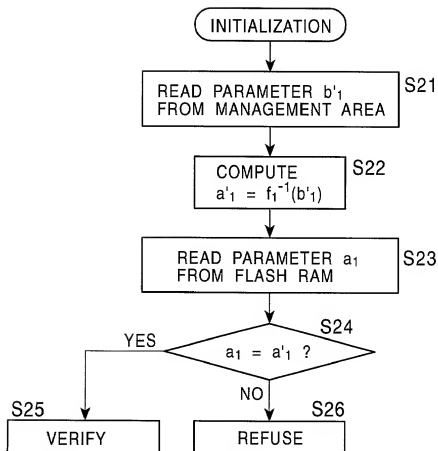 INITIALIZATION
S21
READ PARAMETER b'₁
FROM MANAGEMENT AREA
S22
COMPUTE
a'₁ = f₁⁻¹(b'₁)
S23
READ PARAMETER a₁
FROM FLASH RAM
S24
YES
a₁ = a'₁ ?
NO
S25
S26
VERIFY
REFUSE